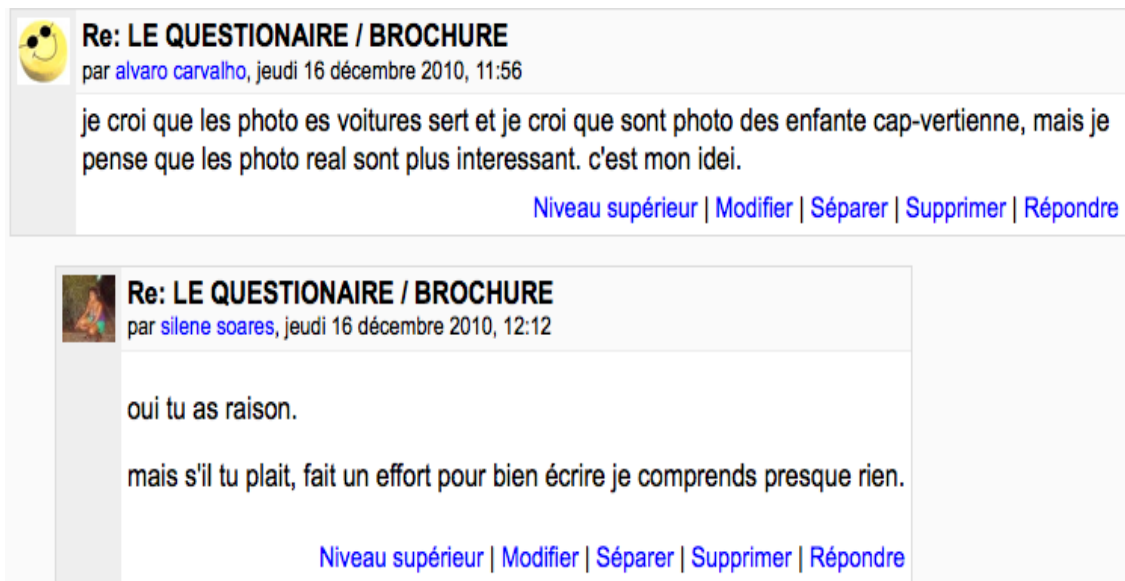 Re: LE QUESTIONAIRE / BROCHURE
par alvaro carvalho, jeudi 16 décembre 2010, 11:56
je croi que les photo es voitures sert et je croi que sont photo des enfante cap-vertienne, mais je
pense que les photo real sont plus interessant. c'est mon idei.
Niveau supérieur | Modifier | Séparer | Supprimer | Répondre
Re: LE QUESTIONAIRE / BROCHURE
par silene soares, jeudi 16 décembre 2010, 12:12
oui tu as raison.
mais s'il tu plait, fait un effort pour bien écrire je comprends presque rien.
Niveau supérieur | Modifier | Séparer | Supprimer | Répondre